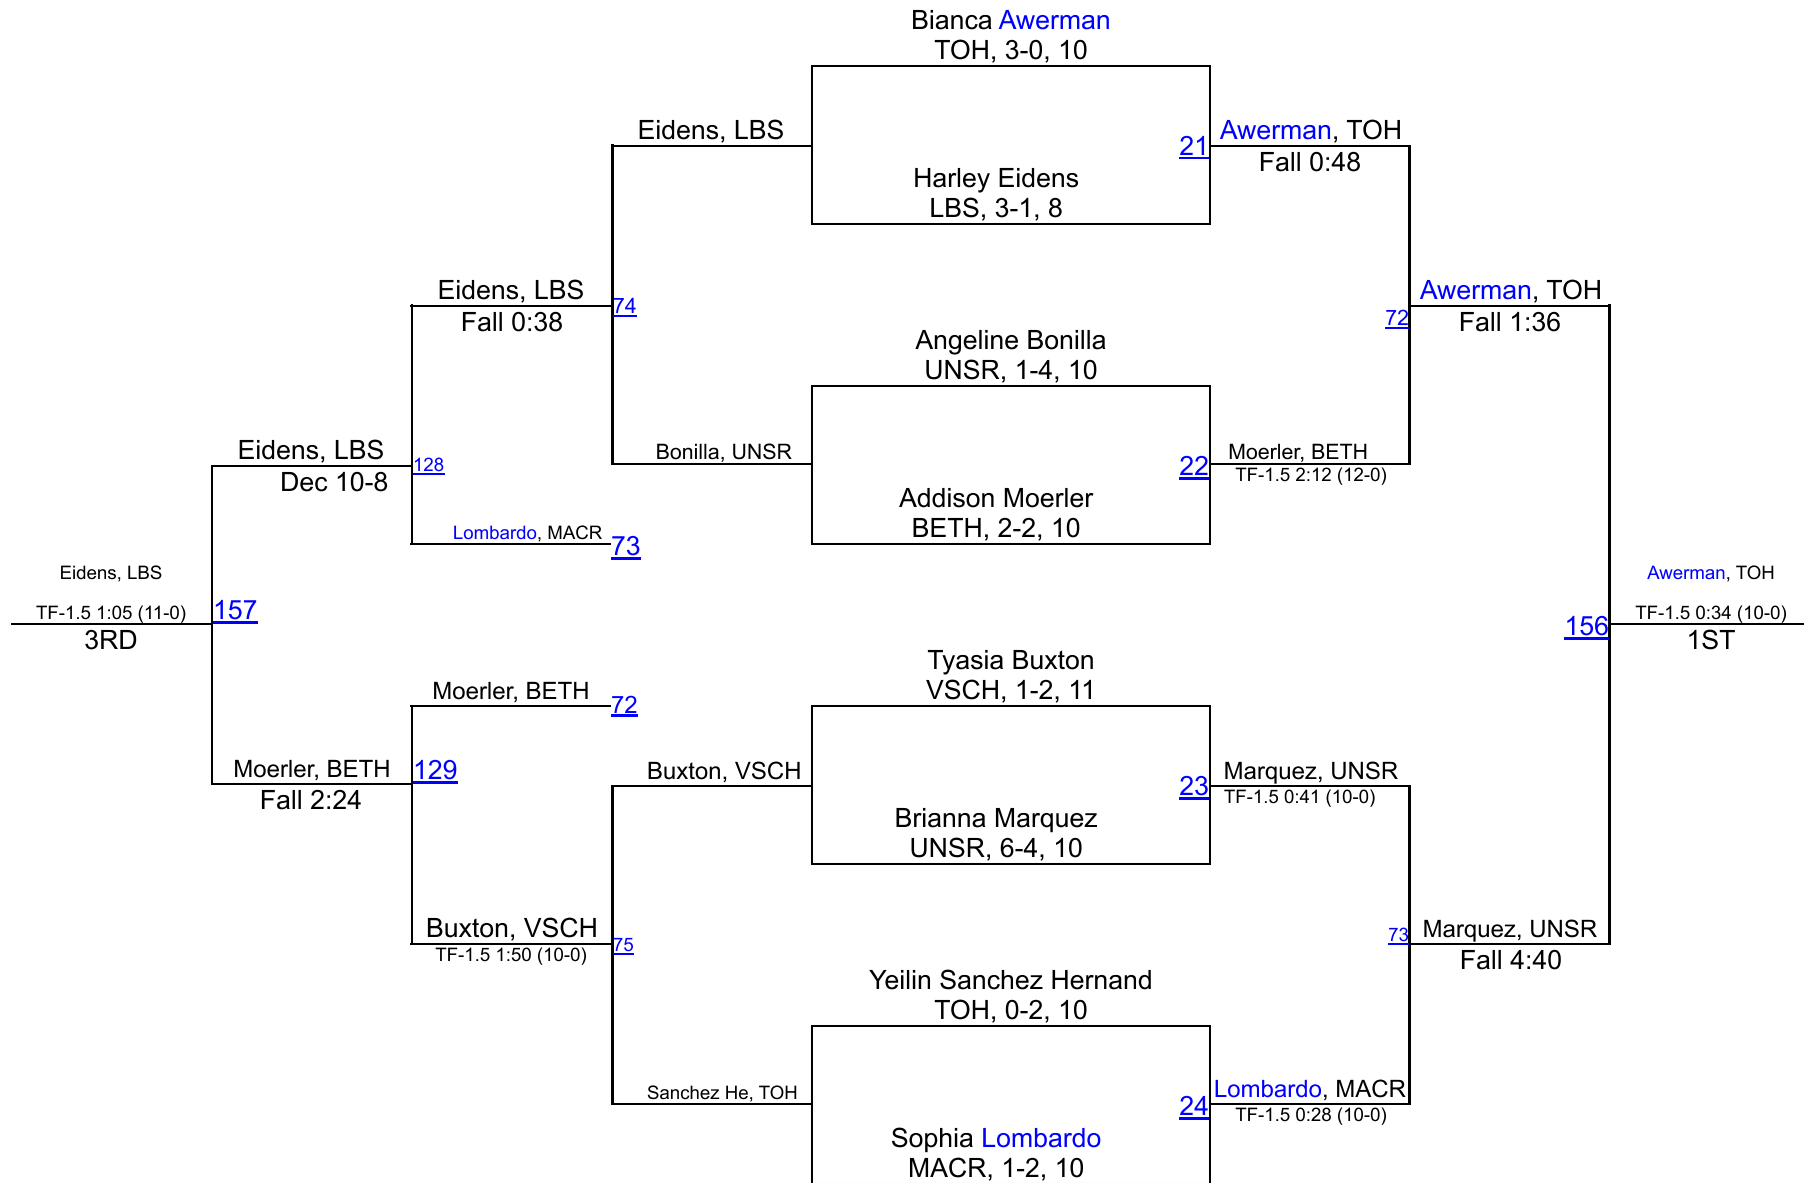 Bianca Awerman
TOH, 3-0, 10
Eidens, LBS
21
Awerman, TOH
Fall 0:48
Harley Eidens
LBS, 3-1, 8
Eidens, LBS
Fall 0:38
74
72
Awerman, TOH
Fall 1:36
Angeline Bonilla
UNSR, 1-4, 10
Eidens, LBS
Dec 10-8
128
Bonilla, UNSR
22
Moerler, BETH
TF-1.5 2:12 (12-0)
Addison Moerler
BETH, 2-2, 10
Lombardo, MACR
73
Eidens, LBS
TF-1.5 1:05 (11-0)
3RD
157
156
Awerman, TOH
TF-1.5 0:34 (10-0)
1ST
Tyasia Buxton
VSCH, 1-2, 11
Moerler, BETH
72
Moerler, BETH
Fall 2:24
129
Buxton, VSCH
23
Marquez, UNSR
TF-1.5 0:41 (10-0)
Brianna Marquez
UNSR, 6-4, 10
Buxton, VSCH
TF-1.5 1:50 (10-0)
75
73
Marquez, UNSR
Fall 4:40
Yeilin Sanchez Hernand
TOH, 0-2, 10
Sanchez He, TOH
24
Lombardo, MACR
TF-1.5 0:28 (10-0)
Sophia Lombardo
MACR, 1-2, 10